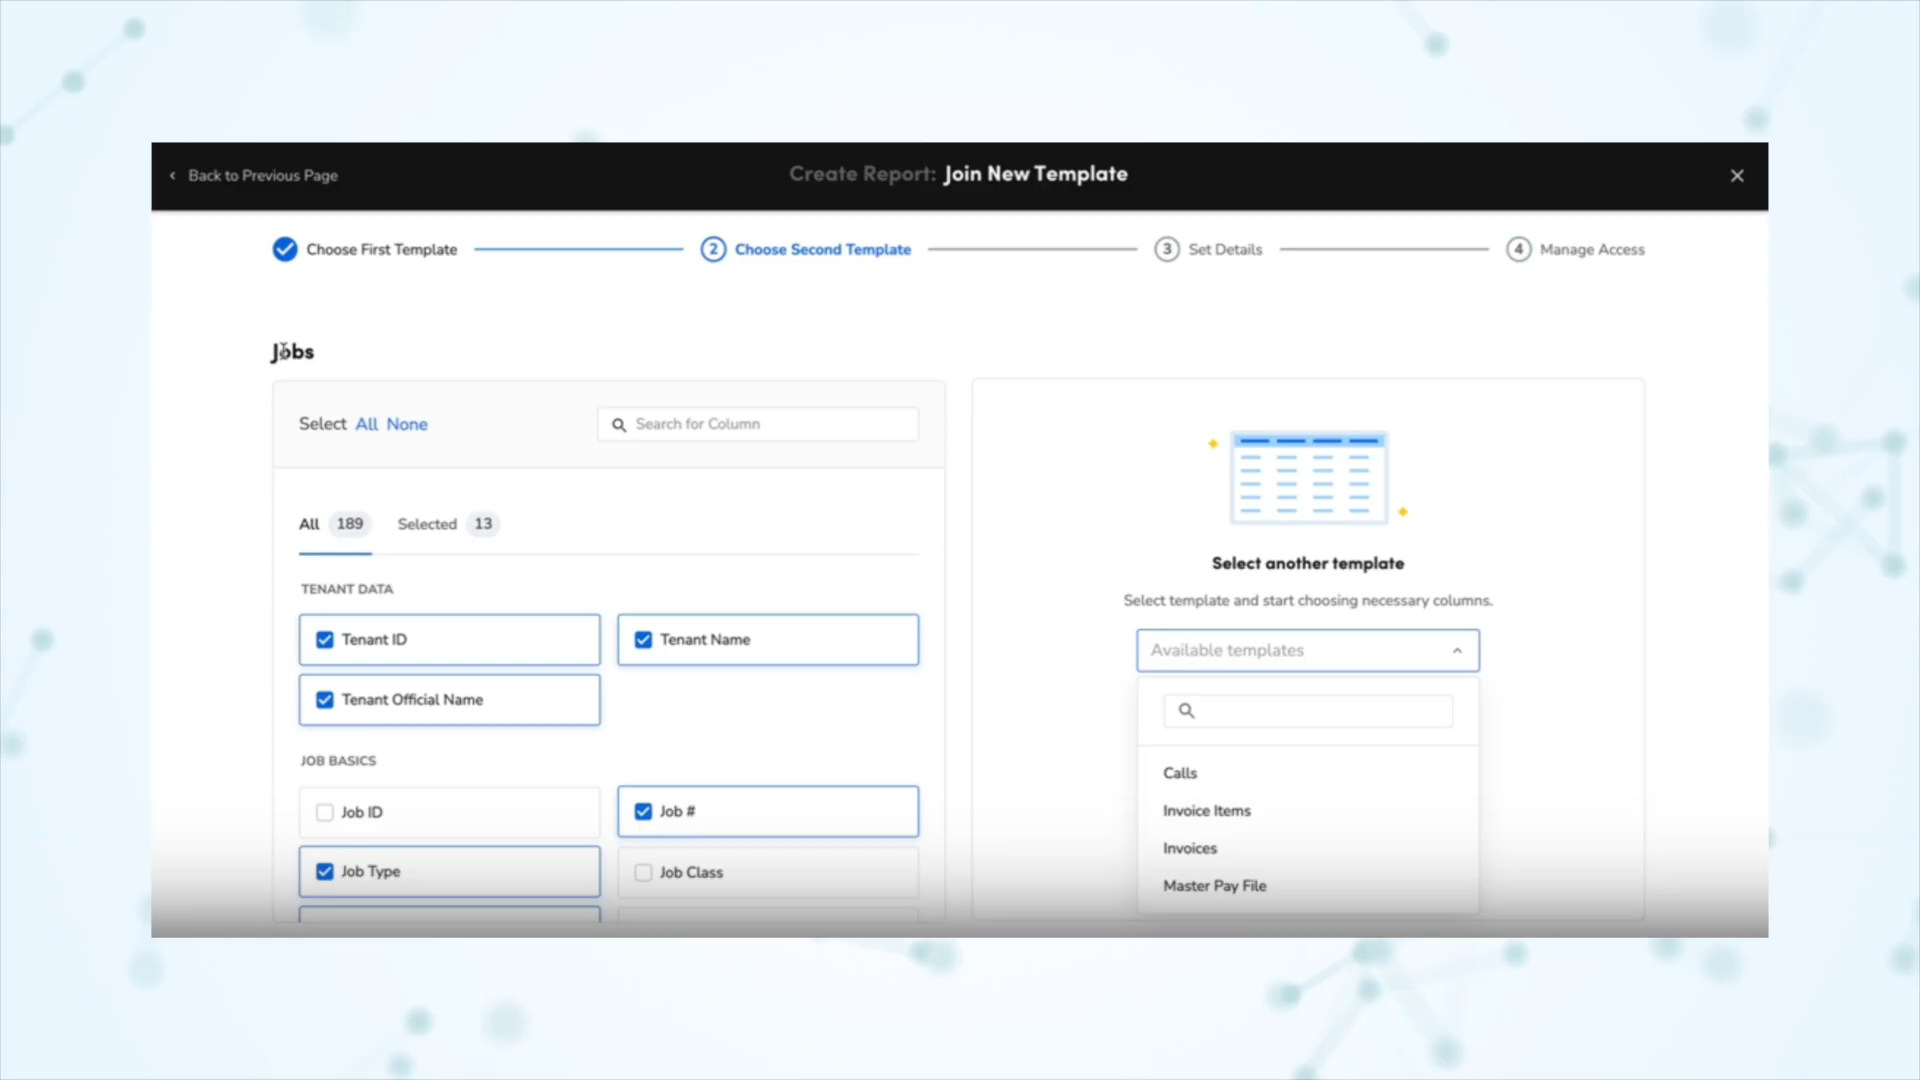 Back to Previous Page
Create Report: Join New Template
Choose First Template
2 Choose Second Template
3 Set Details
4 Manage Access
Jobs
Select All None
Search for Column
All 189 Selected 13
TENANT DATA
Tenant ID
Tenant Name
Tenant Official Name
JOB BASICS
Job ID
Job #
Job Type
Job Class
Select another template
Select template and start choosing necessary columns.
Available templates
Calls
Invoice Items
Invoices
Master Pay File